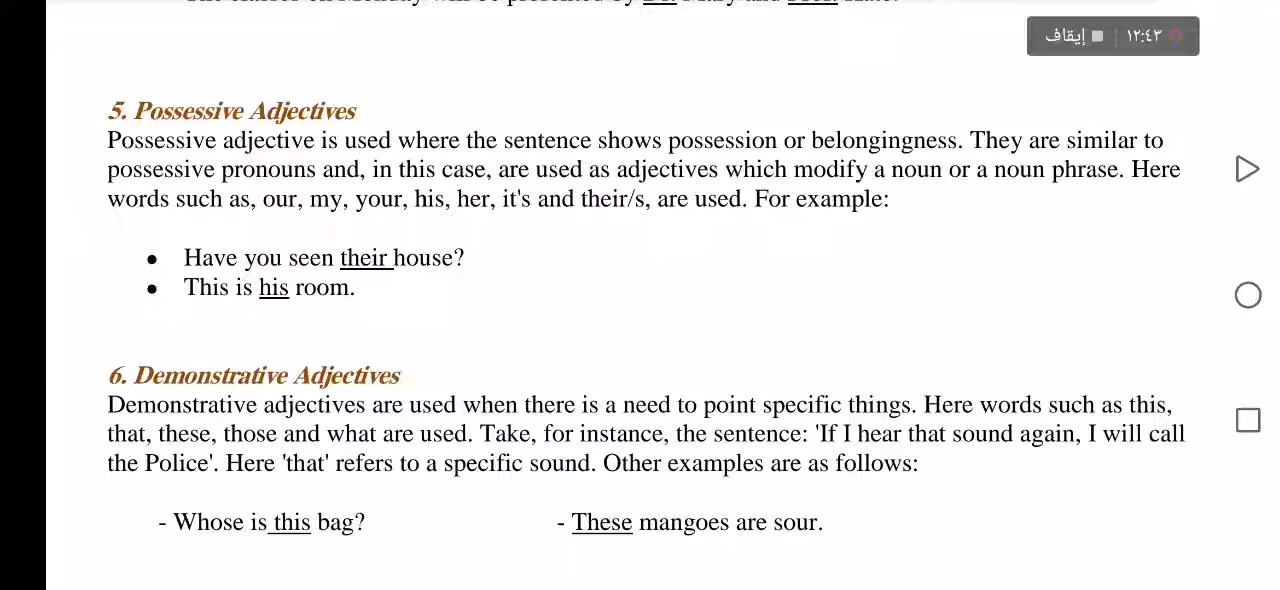 إيقاف ١٢:٤٣
5. Possessive Adjectives
Possessive adjective is used where the sentence shows possession or belongingness. They are similar to
possessive pronouns and, in this case, are used as adjectives which modify a noun or a noun phrase. Here
words such as, our, my, your, his, her, it's and their/s, are used. For example:
• Have you seen their house?
• This is his room.
6. Demonstrative Adjectives
Demonstrative adjectives are used when there is a need to point specific things. Here words such as this,
that, these, those and what are used. Take, for instance, the sentence: 'If I hear that sound again, I will call
the Police'. Here 'that' refers to a specific sound. Other examples are as follows:
- Whose is this bag? - These mangoes are sour.